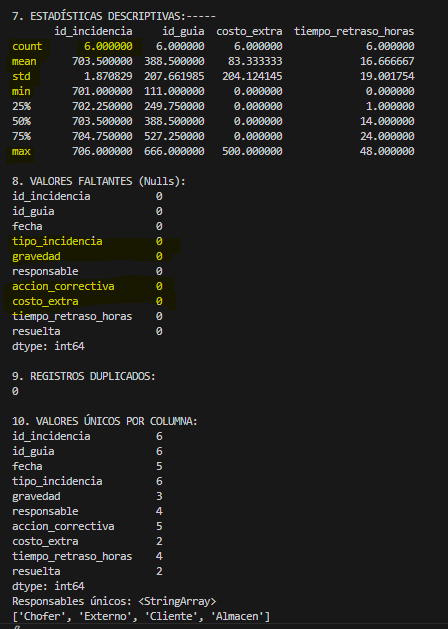 7. ESTADÍSTICAS DESCRIPTIVAS:-----
id_incidencia id_guia costo_extra tiempo_retraso_horas
count 6.000000 6.000000 6.000000 6.000000
mean 703.500000 388.500000 83.333333 16.666667
std 1.870829 207.661985 204.124145 19.001754
min 701.000000 111.000000 0.000000 0.000000
25% 702.250000 249.750000 0.000000 1.000000
50% 703.500000 388.500000 0.000000 14.000000
75% 704.750000 527.250000 0.000000 24.000000
max 706.000000 666.000000 500.000000 48.000000
8. VALORES FALTANTES (Nulls):
id_incidencia 0
id_guia 0
fecha 0
tipo_incidencia 0
gravedad 0
responsable 0
accion_correctiva 0
costo_extra 0
tiempo_retraso_horas 0
resuelta 0
dtype: int64
9. REGISTROS DUPLICADOS:
0
10. VALORES ÚNICOS POR COLUMNA:
id_incidencia 6
id_guia 6
fecha 5
tipo_incidencia 6
gravedad 3
responsable 4
accion_correctiva 5
costo_extra 2
tiempo_retraso_horas 4
resuelta 2
dtype: int64
Responsables únicos: <StringArray>
['Chofer', 'Externo', 'Cliente', 'Almacen']